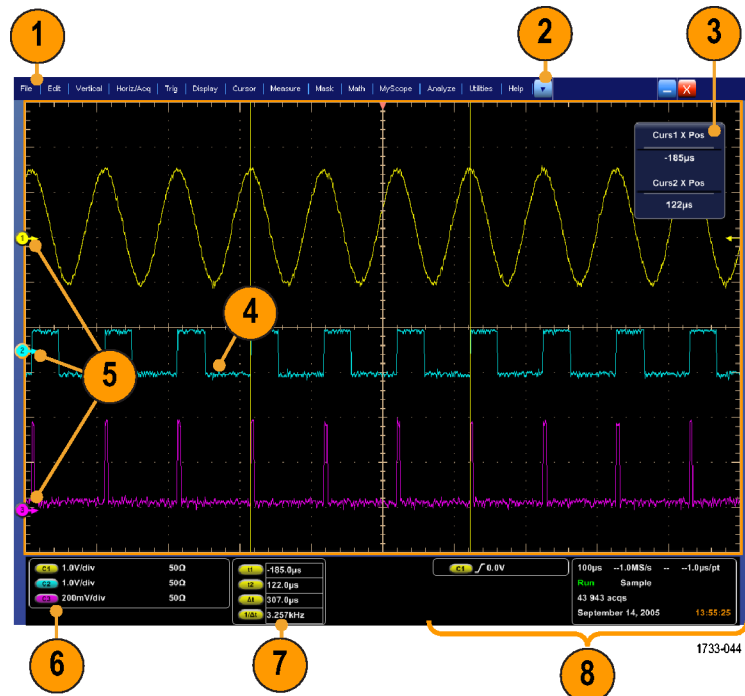 1
2
3
File Edit Vertical Horiz/Acq Trig Display Cursor Measure Mask Math MyScope Analyze Utilities Help
X
Curs1 X Pos
-185µs
Curs2 X Pos
122µs
1
4
2
5
3
C1 1.0V/div 50Ω
C2 1.0V/div 50Ω
C3 200mV/div 50Ω
t1 -185.0µs
t2 122.0µs
Δt 307.0µs
1/Δt 3.257kHz
C1 0.0V
100µs --1.0MS/s -- --1.0µs/pt
Run Sample
43 943 acqs
September 14, 2005 13:55:25
6
7
8
1733-044